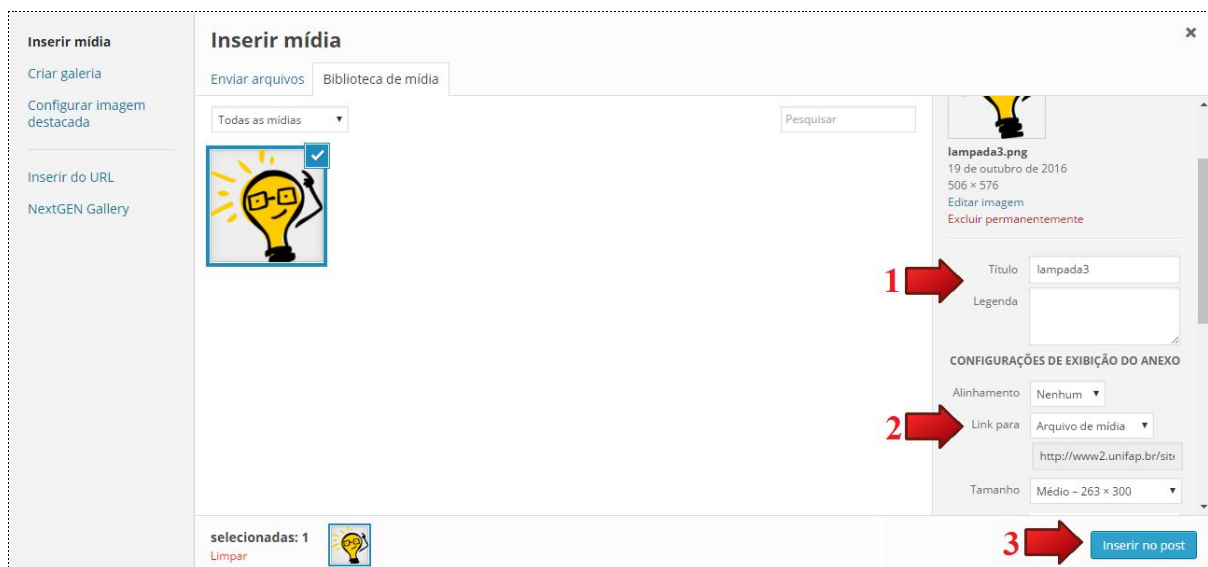 Inserir mídia
Criar galeria
Configurar imagem
destacada
Inserir do URL
NextGEN Gallery
Inserir mídia
×
Enviar arquivos
Biblioteca de mídia
Todas as mídias
Pesquisar
lampada3.png
19 de outubro de 2016
506 × 576
Editar imagem
Excluir permanentemente
1
Título
lampada3
Legenda
CONFIGURAÇÕES DE EXIBIÇÃO DO ANEXO
Alinhamento
Nenhum
2
Link para
Arquivo de mídia
http://www2.unifap.br/site
Tamanho
Médio – 263 × 300
selecionadas: 1
Limpar
3
Inserir no post